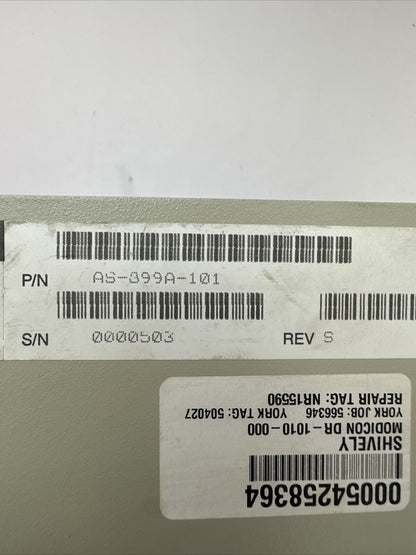 P/N AS-899A-101
S/N 0000503 REV S
00054258364
SHIVELY
MODICON DR-1010-000
YORK JOB: 566346 YORK TAG: 504027
REPAIR TAG: NR15590